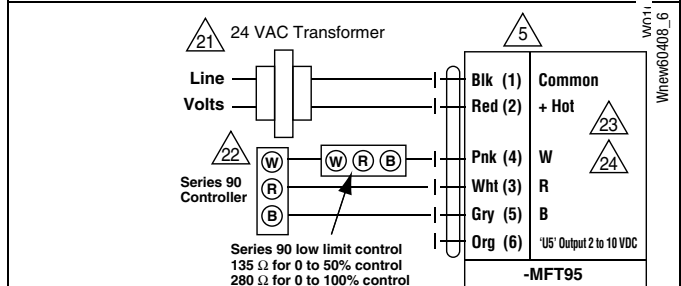 21
24 VAC Transformer
5
Line
Volts
Blk (1) Common
Red (2) + Hot
23
22
W
R
B
Series 90
Controller
W R B
Pnk (4) W
24
Wht (3) R
Gry (5) B
Org (6) ‘U5’ Output 2 to 10 VDC
Series 90 low limit control
135 Ω for 0 to 50% control
280 Ω for 0 to 100% control
-MFT95
Wnew60408_6